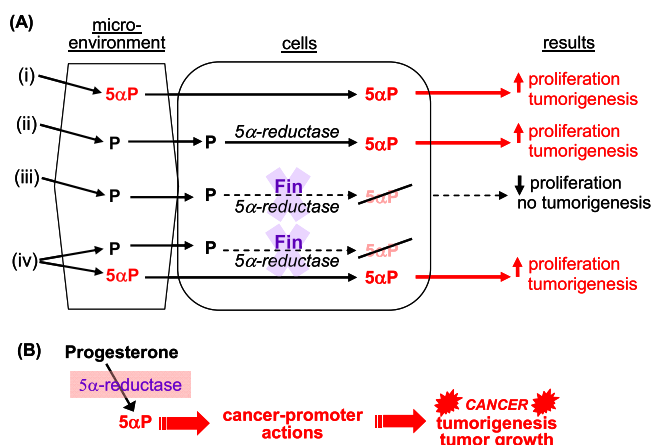 (A)
micro-
environment
cells
results
(i)
5αP
5αP
proliferation
tumorigenesis
(ii)
P
P
5α-reductase
5αP
proliferation
tumorigenesis
(iii)
P
P
Fin
5α-reductase
5αP
proliferation
no tumorigenesis
(iv)
P
P
Fin
5α-reductase
5αP
5αP
5αP
proliferation
tumorigenesis
(B)
Progesterone
5α-reductase
5αP
cancer-promoter
actions
CANCER
tumorigenesis
tumor growth